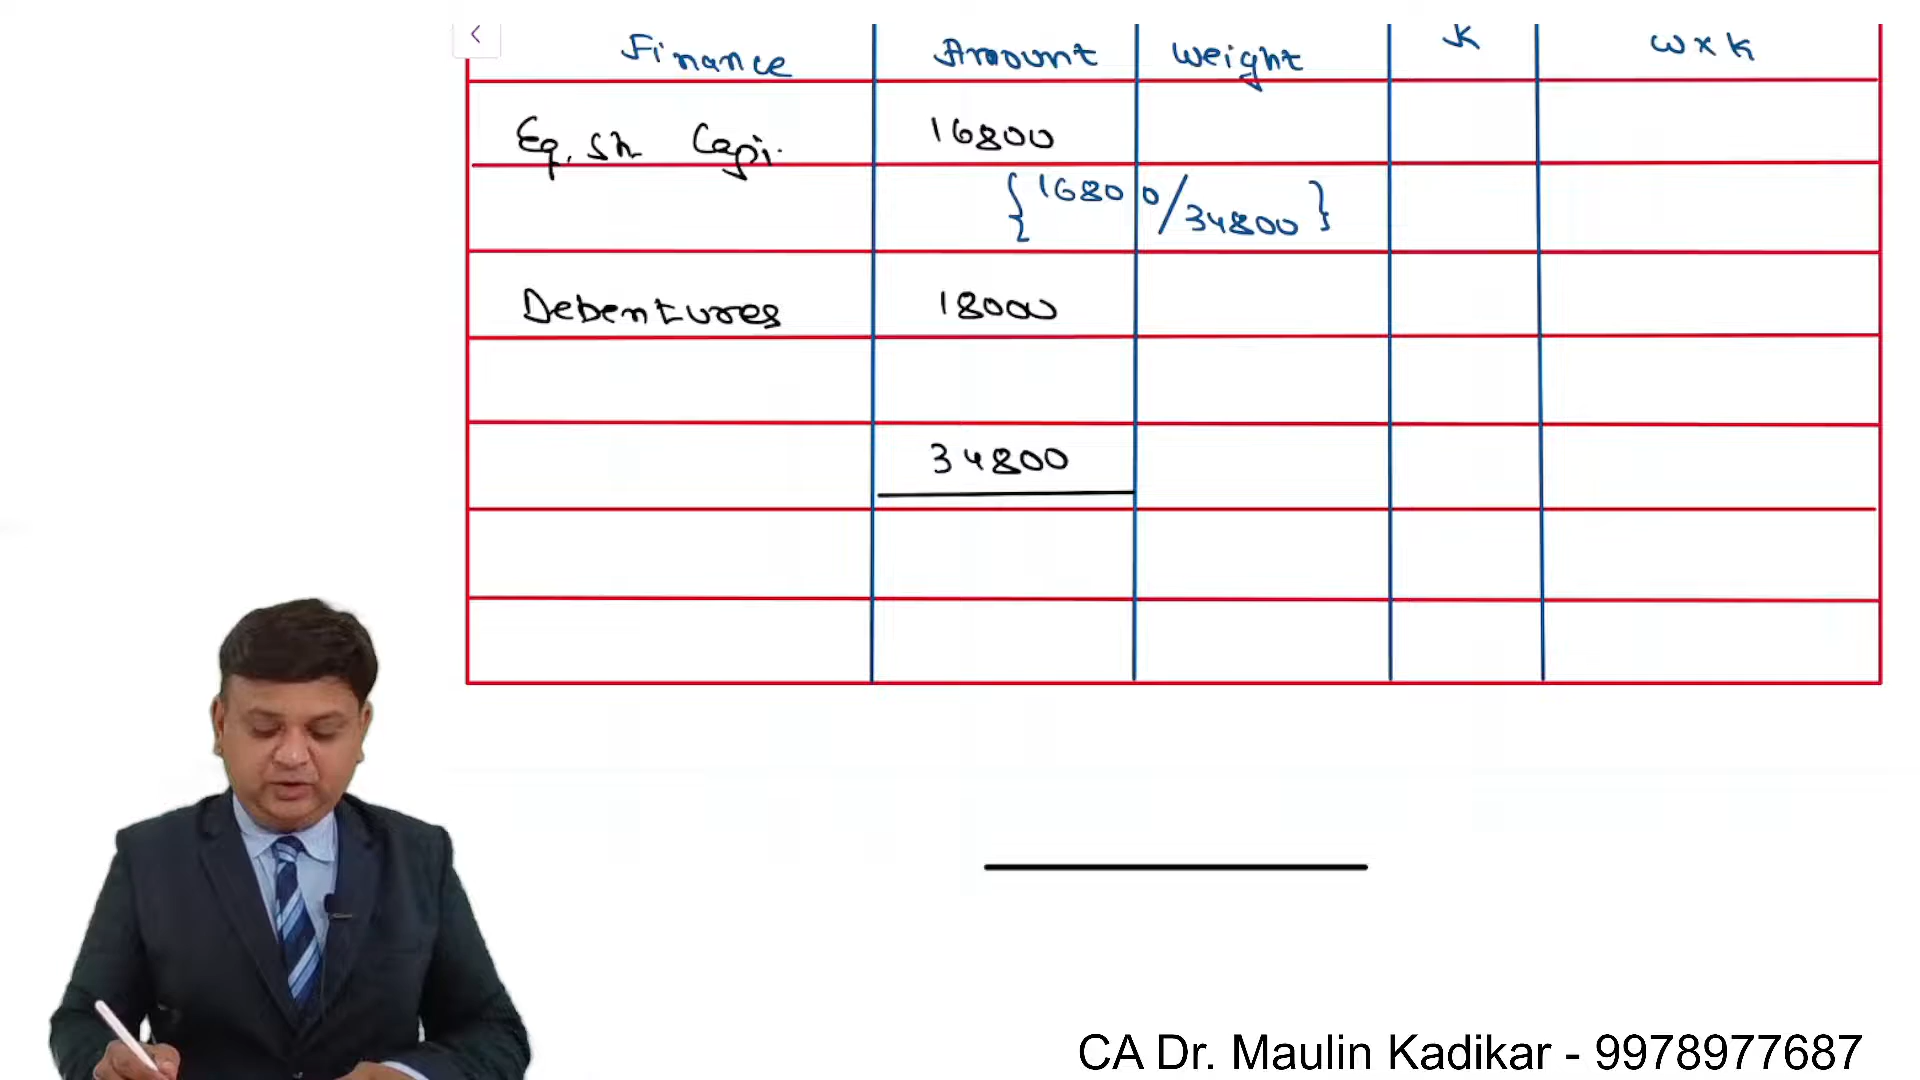 Finance Amount Weight K W x K
Eq. Sh Capi. 16800
{16800/34800}
Debentures 18000
34800
CA Dr. Maulin Kadikar - 9978977687